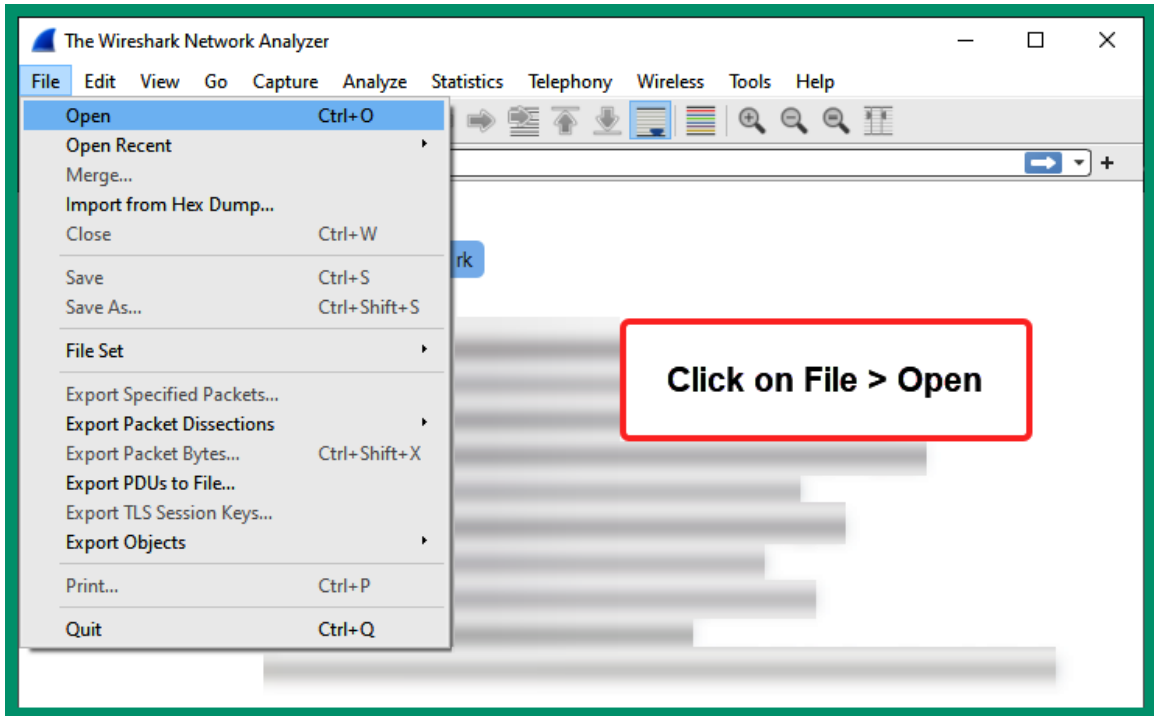 The Wireshark Network Analyzer
File Edit View Go Capture Analyze Statistics Telephony Wireless Tools Help
Open Ctrl+O
Open Recent
Merge...
Import from Hex Dump...
Close Ctrl+W
rk
Save Ctrl+S
Save As... Ctrl+Shift+S
File Set
Click on File > Open
Export Specified Packets...
Export Packet Dissections
Export Packet Bytes... Ctrl+Shift+X
Export PDUs to File...
Export TLS Session Keys...
Export Objects
Print... Ctrl+P
Quit Ctrl+Q